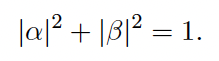 |α|² + |β|² = 1.